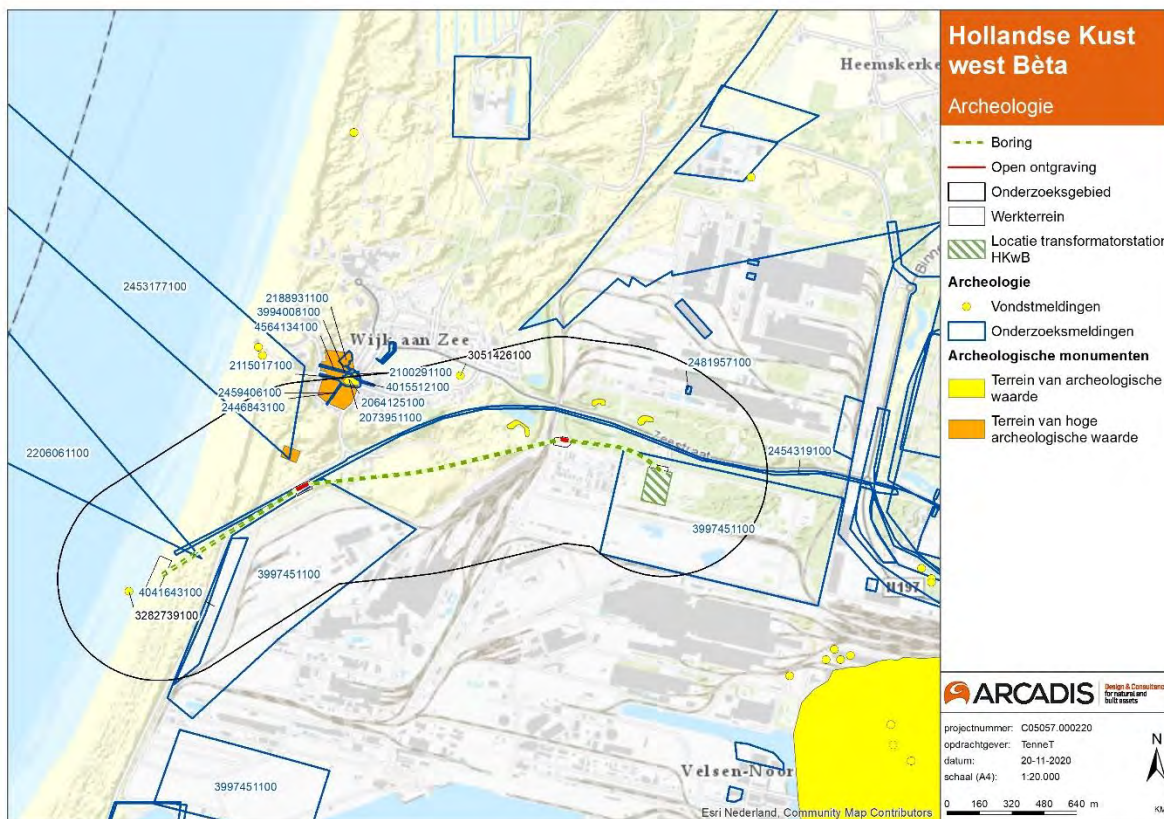 Heemskerke
2453177100
2188931100
3994008100
4564134100
Wijk aan Zee
3051426100
2115017100
2100291100
4015512100
2481957100
2459406100
2064125100
2446843100
2073951100
2206061100
Zeestraat
2454319100
3997451100
3997451100
4041643100
3282739100
N197
Velsen-Noor
3997451100
Esri Nederland, Community Map Contributors
Hollandse Kust
west Bèta
Archeologie
Boring
Open ontgraving
Onderzoeksgebied
Werkterrein
Locatie transformatorstation
HKwB
Archeologie
Vondstmeldingen
Onderzoeksmeldingen
Archeologische monumenten
Terrein van archeologische
waarde
Terrein van hoge
archeologische waarde
ARCADIS
Design & Consultancy
for natural and
built assets
projectnummer: C05057.000220
opdrachtgever: TenneT
datum: 20-11-2020
schaal (A4): 1:20.000
N
0 160 320 480 640 m